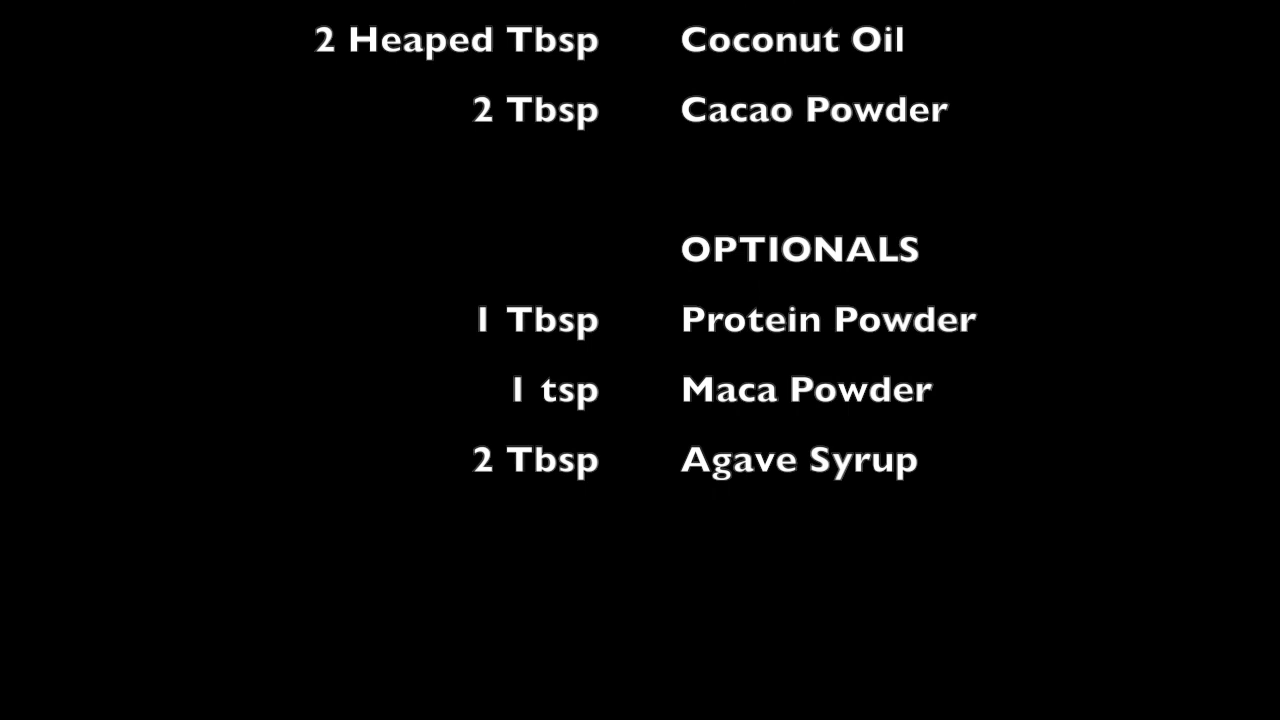 2 Heaped Tbsp Coconut Oil
2 Tbsp Cacao Powder
OPTIONALS
1 Tbsp Protein Powder
1 tsp Maca Powder
2 Tbsp Agave Syrup